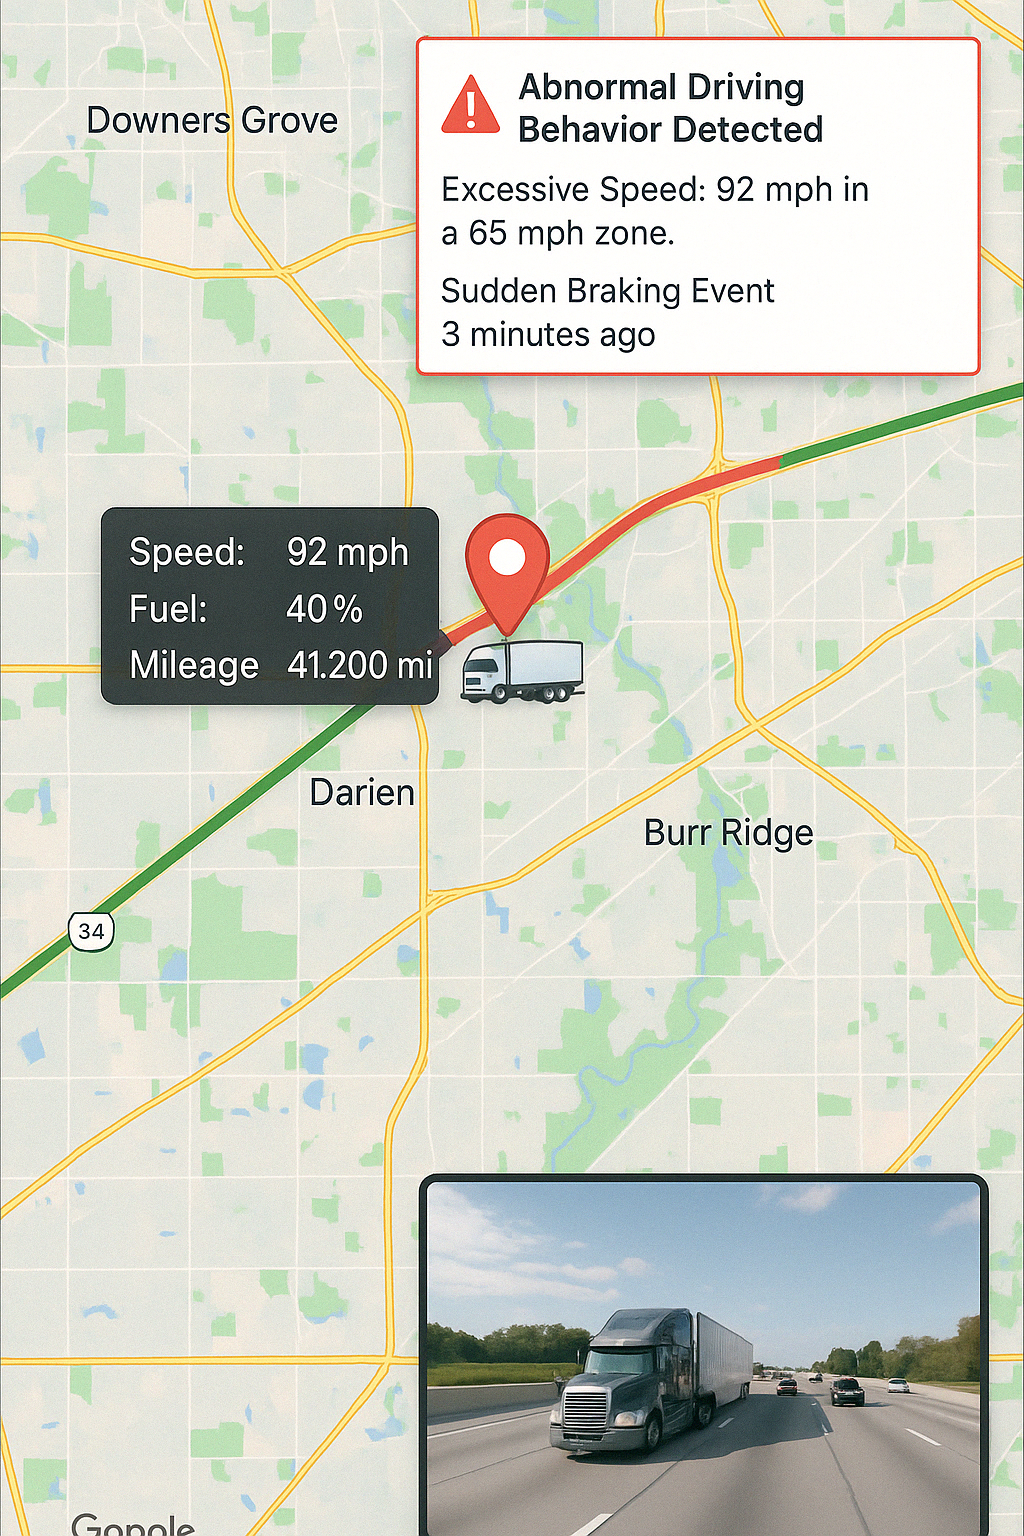 Downers Grove
Abnormal Driving
Behavior Detected
Excessive Speed: 92 mph in
a 65 mph zone.
Sudden Braking Event
3 minutes ago
Speed: 92 mph
Fuel: 40%
Mileage 41.200 mi
Darien
Burr Ridge
34
Gopole